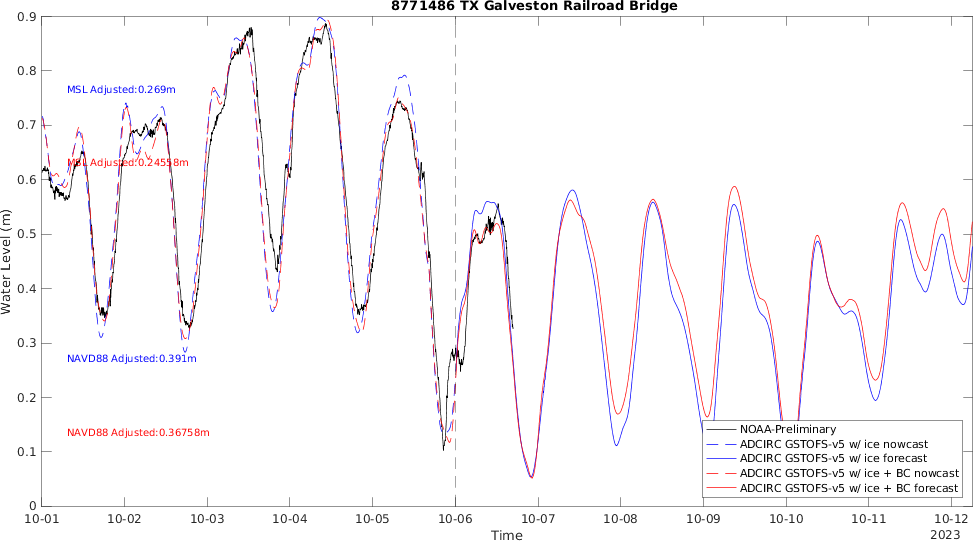 8771486 TX Galveston Railroad Bridge
0.9
0.8
0.7
0.6
0.5
0.4
0.3
0.2
0.1
0
Water Level (m)
MSL Adjusted:0.269m
MSL Adjusted:0.24558m
NAVD88 Adjusted:0.391m
NAVD88 Adjusted:0.36758m
NOAA-Preliminary
ADCIRC GSTOFS-v5 w/ ice nowcast
ADCIRC GSTOFS-v5 w/ ice forecast
ADCIRC GSTOFS-v5 w/ ice + BC nowcast
ADCIRC GSTOFS-v5 w/ ice + BC forecast
10-01 10-02 10-03 10-04 10-05 10-06 10-07 10-08 10-09 10-10 10-11 10-12
2023
Time